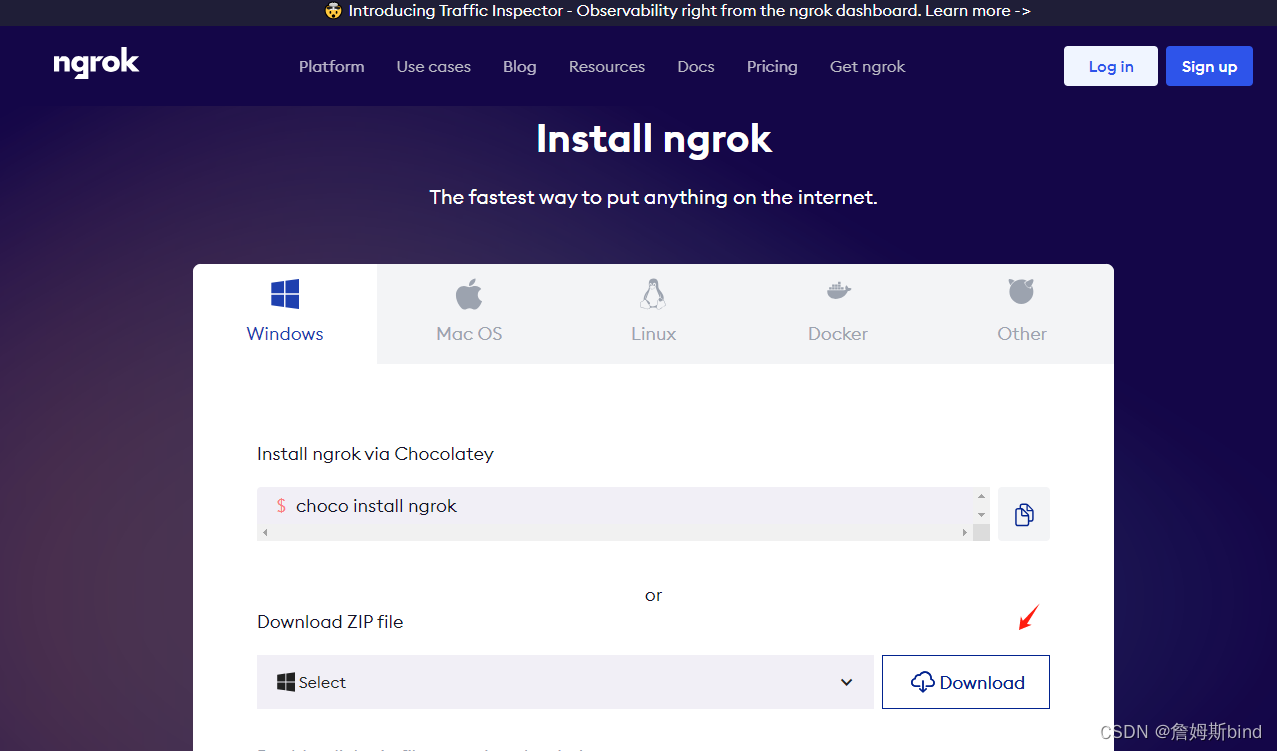 🤯 Introducing Traffic Inspector - Observability right from the ngrok dashboard. Learn more ->
ngrok
Platform Use cases Blog Resources Docs Pricing Get ngrok
Log in
Sign up
Install ngrok
The fastest way to put anything on the internet.
Windows Mac OS Linux Docker Other
Install ngrok via Chocolatey
$ choco install ngrok
or
Download ZIP file
Select
Download
CSDN @詹姆斯bind